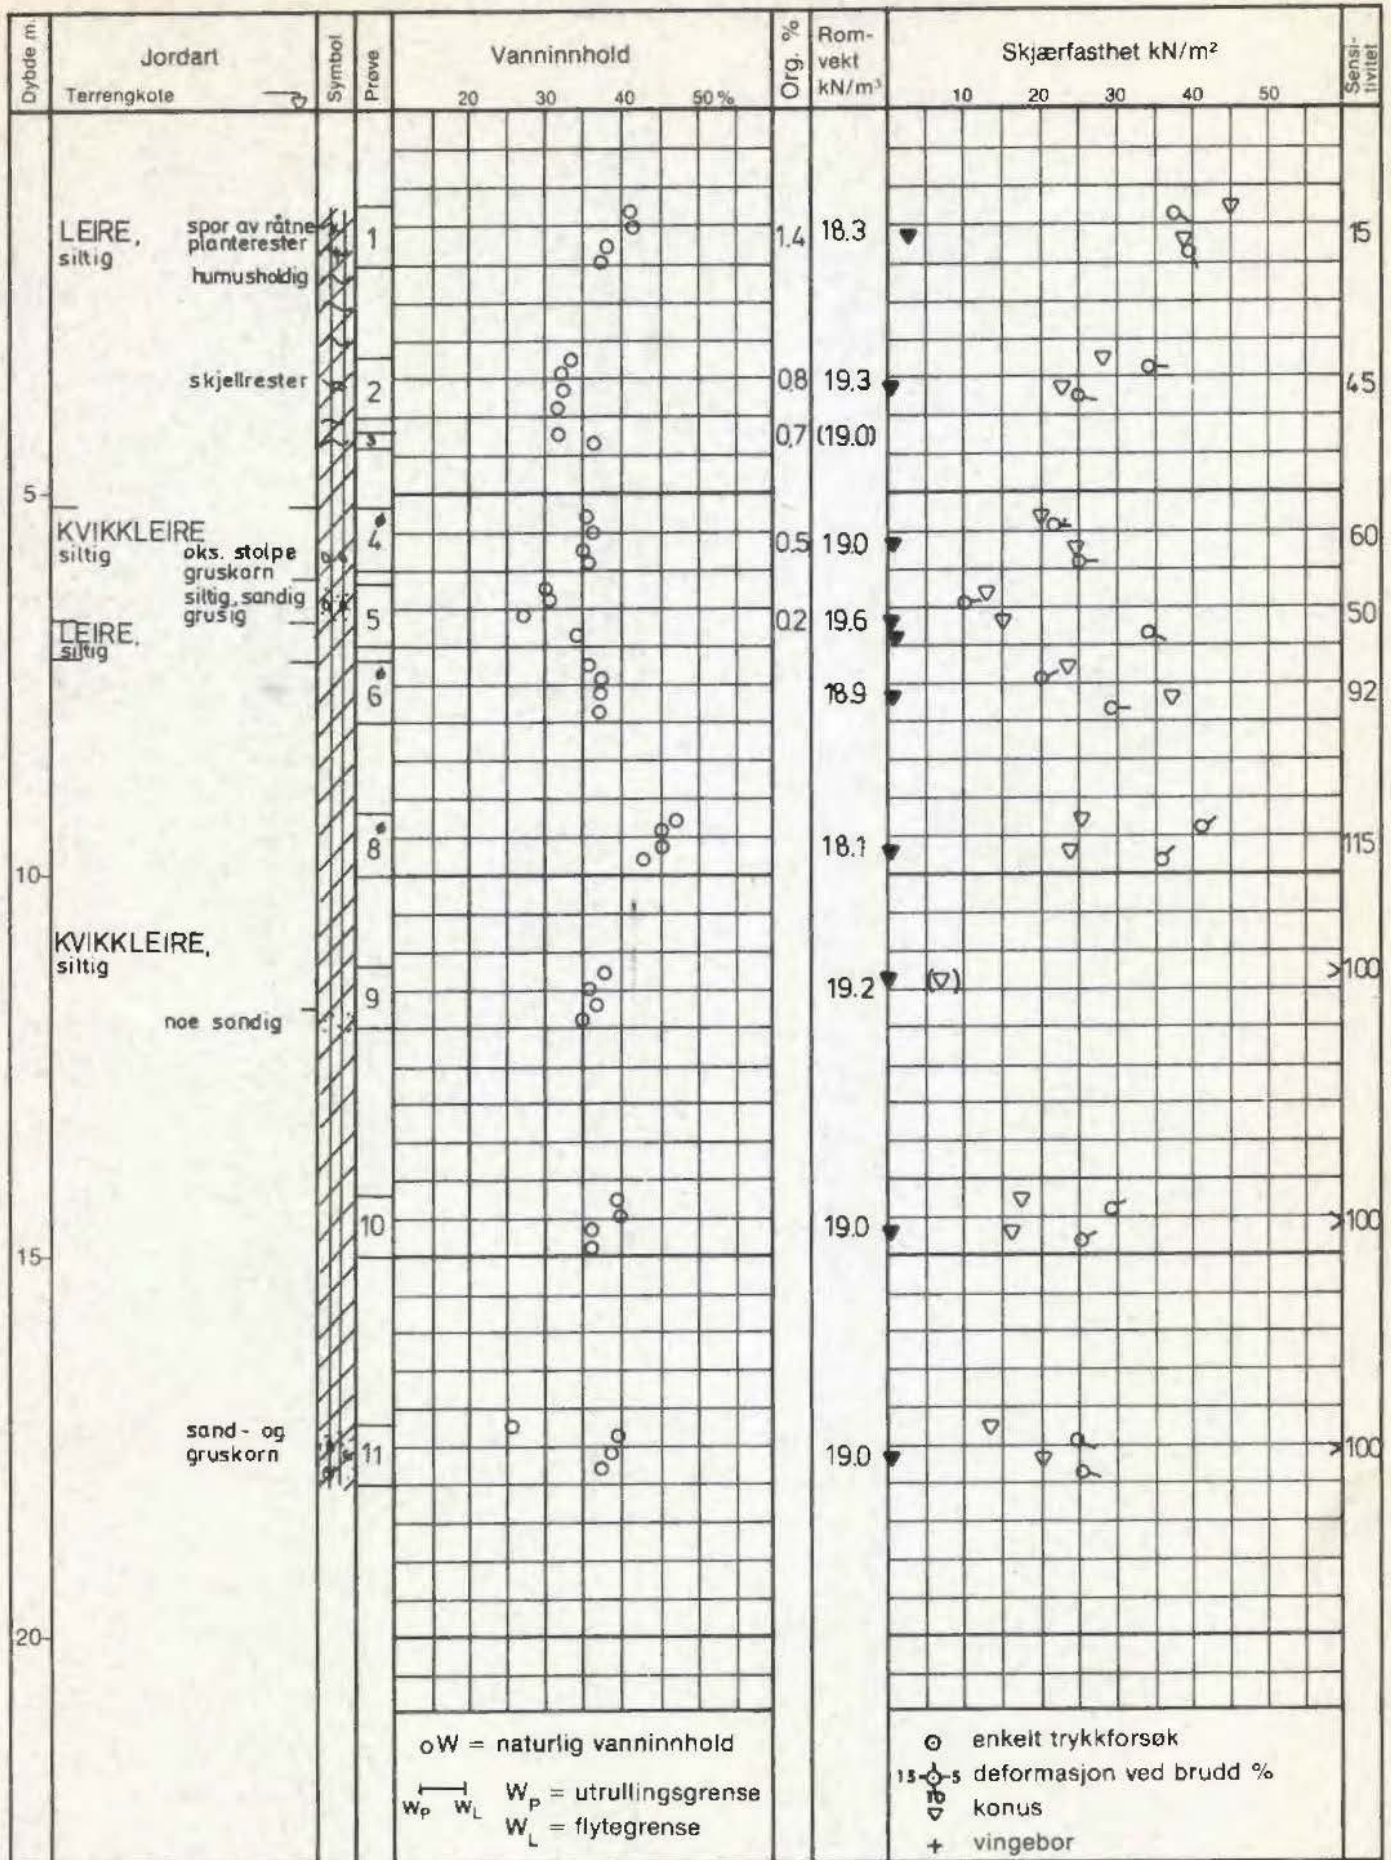 Dybde m.
Jordart
Terrengkote
Symbol
Prøve
Vanninnhold
20 30 40 50 %
Org. %
Rom-
vekt
kN/m³
Skjærfasthet kN/m²
10 20 30 40 50
Sensi-
tivitet
LEIRE,
siltig
spor av råtne
planterester
humusholdig
1
1.4
18.3
15
skjellrester
2
0.8
19.3
45
3
0.7
(19.0)
5
KVIKKLEIRE
siltig
oks. stolpe
gruskorn
4
0.5
19.0
60
siltig, sandig
grusig
5
0.2
19.6
50
LEIRE,
siltig
6
18.9
92
8
18.1
115
10
KVIKKLEIRE,
siltig
9
19.2
(▽)
>100
noe sandig
10
19.0
>100
15
sand- og
gruskorn
11
19.0
>100
20
oW = naturlig vanninnhold
Wp WL
Wp = utrullingsgrense
WL = flytegrense
enkelt trykkforsøk
15 5 deformasjon ved brudd %
10
konus
vingebor